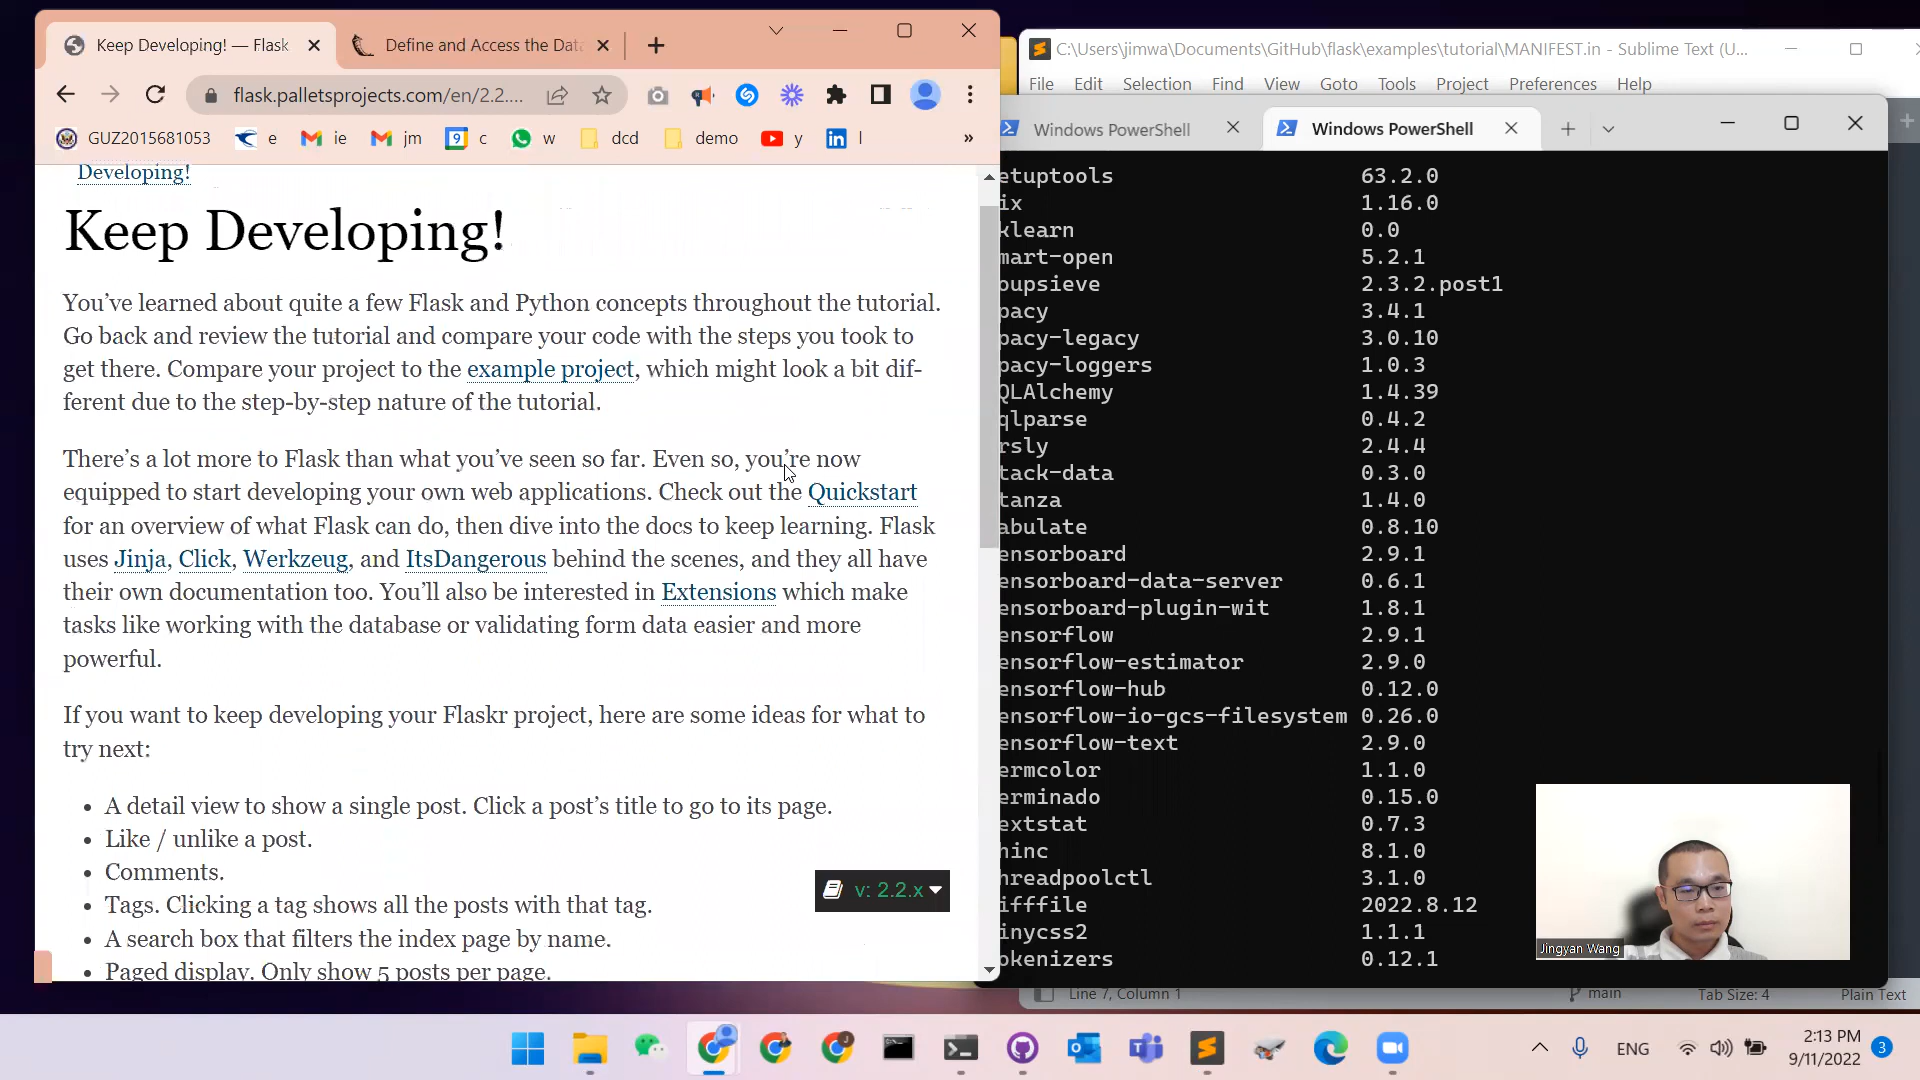 Keep Developing! — Flask
Define and Access the Dat
flask.palletsprojects.com/en/2.2....
GUZ2015681053
e
ie
jm
c
w
dcd
demo
y
l
»
Developing!
Keep Developing!
You’ve learned about quite a few Flask and Python concepts throughout the tutorial.
Go back and review the tutorial and compare your code with the steps you took to
get there. Compare your project to the example project, which might look a bit dif-
ferent due to the step-by-step nature of the tutorial.
There’s a lot more to Flask than what you’ve seen so far. Even so, you’re now
equipped to start developing your own web applications. Check out the Quickstart
for an overview of what Flask can do, then dive into the docs to keep learning. Flask
uses Jinja, Click, Werkzeug, and ItsDangerous behind the scenes, and they all have
their own documentation too. You’ll also be interested in Extensions which make
tasks like working with the database or validating form data easier and more
powerful.
If you want to keep developing your Flaskr project, here are some ideas for what to
try next:
• A detail view to show a single post. Click a post’s title to go to its page.
• Like / unlike a post.
• Comments.
• Tags. Clicking a tag shows all the posts with that tag.
• A search box that filters the index page by name.
• Paged display. Only show 5 posts per page.
v: 2.2.x
C:\Users\jimwa\Documents\GitHub\flask\examples\tutorial\MANIFEST.in - Sublime Text (U...
File Edit Selection Find View Goto Tools Project Preferences Help
Windows PowerShell
Windows PowerShell
etuptools 63.2.0
ix 1.16.0
klearn 0.0
mart-open 5.2.1
oupsieve 2.3.2.post1
pacy 3.4.1
pacy-legacy 3.0.10
pacy-loggers 1.0.3
QLAlchemy 1.4.39
qlparse 0.4.2
rsly 2.4.4
tack-data 0.3.0
tanza 1.4.0
abulate 0.8.10
ensorboard 2.9.1
ensorboard-data-server 0.6.1
ensorboard-plugin-wit 1.8.1
ensorflow 2.9.1
ensorflow-estimator 2.9.0
ensorflow-hub 0.12.0
ensorflow-io-gcs-filesystem 0.26.0
ensorflow-text 2.9.0
ermcolor 1.1.0
erminado 0.15.0
extstat 0.7.3
hinc 8.1.0
hreadpoolctl 3.1.0
ifffile 2022.8.12
inycss2 1.1.1
okenizers 0.12.1
Jingyan Wang
Line 7, Column 1
main
Tab Size: 4
Plain Text
ENG
2:13 PM
9/11/2022
3